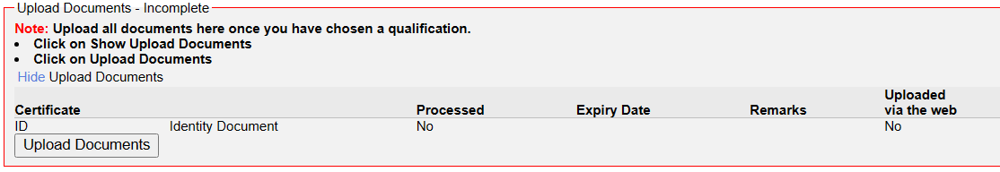 Upload Documents - Incomplete
Note: Upload all documents here once you have chosen a qualification.
• Click on Show Upload Documents
• Click on Upload Documents
Hide Upload Documents
Certificate Processed Expiry Date Remarks Uploaded via the web
ID Identity Document No No
Upload Documents